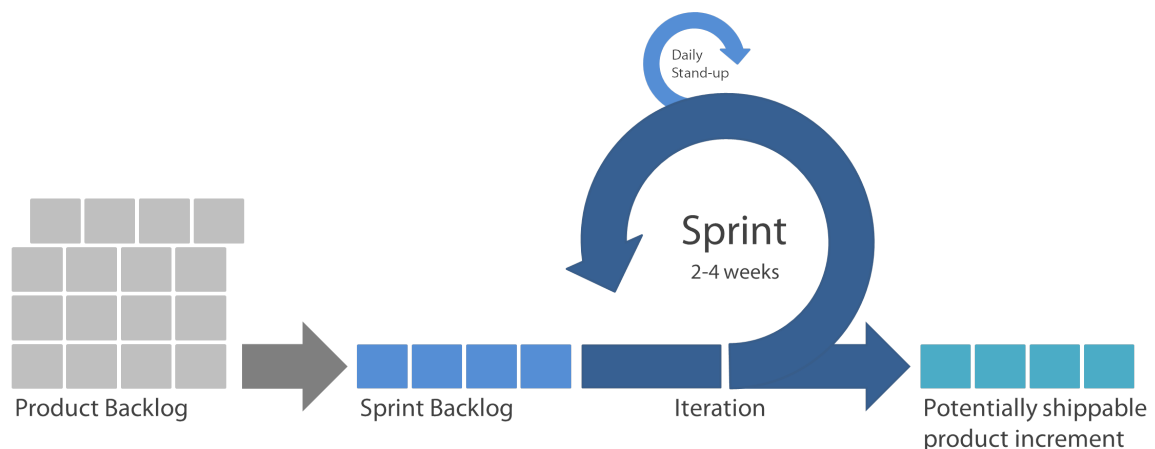 Daily
Stand-up
Sprint
2-4 weeks
Product Backlog
Sprint Backlog
Iteration
Potentially shippable
product increment